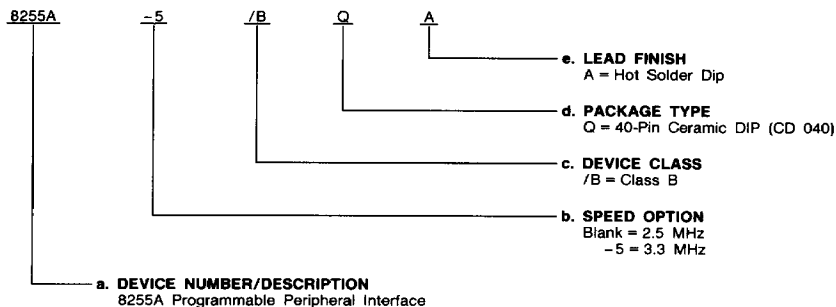 8255A -5 /B Q A
e. LEAD FINISH
A = Hot Solder Dip
d. PACKAGE TYPE
Q = 40-Pin Ceramic DIP (CD 040)
c. DEVICE CLASS
/B = Class B
b. SPEED OPTION
Blank = 2.5 MHz
-5 = 3.3 MHz
a. DEVICE NUMBER/DESCRIPTION
8255A Programmable Peripheral Interface